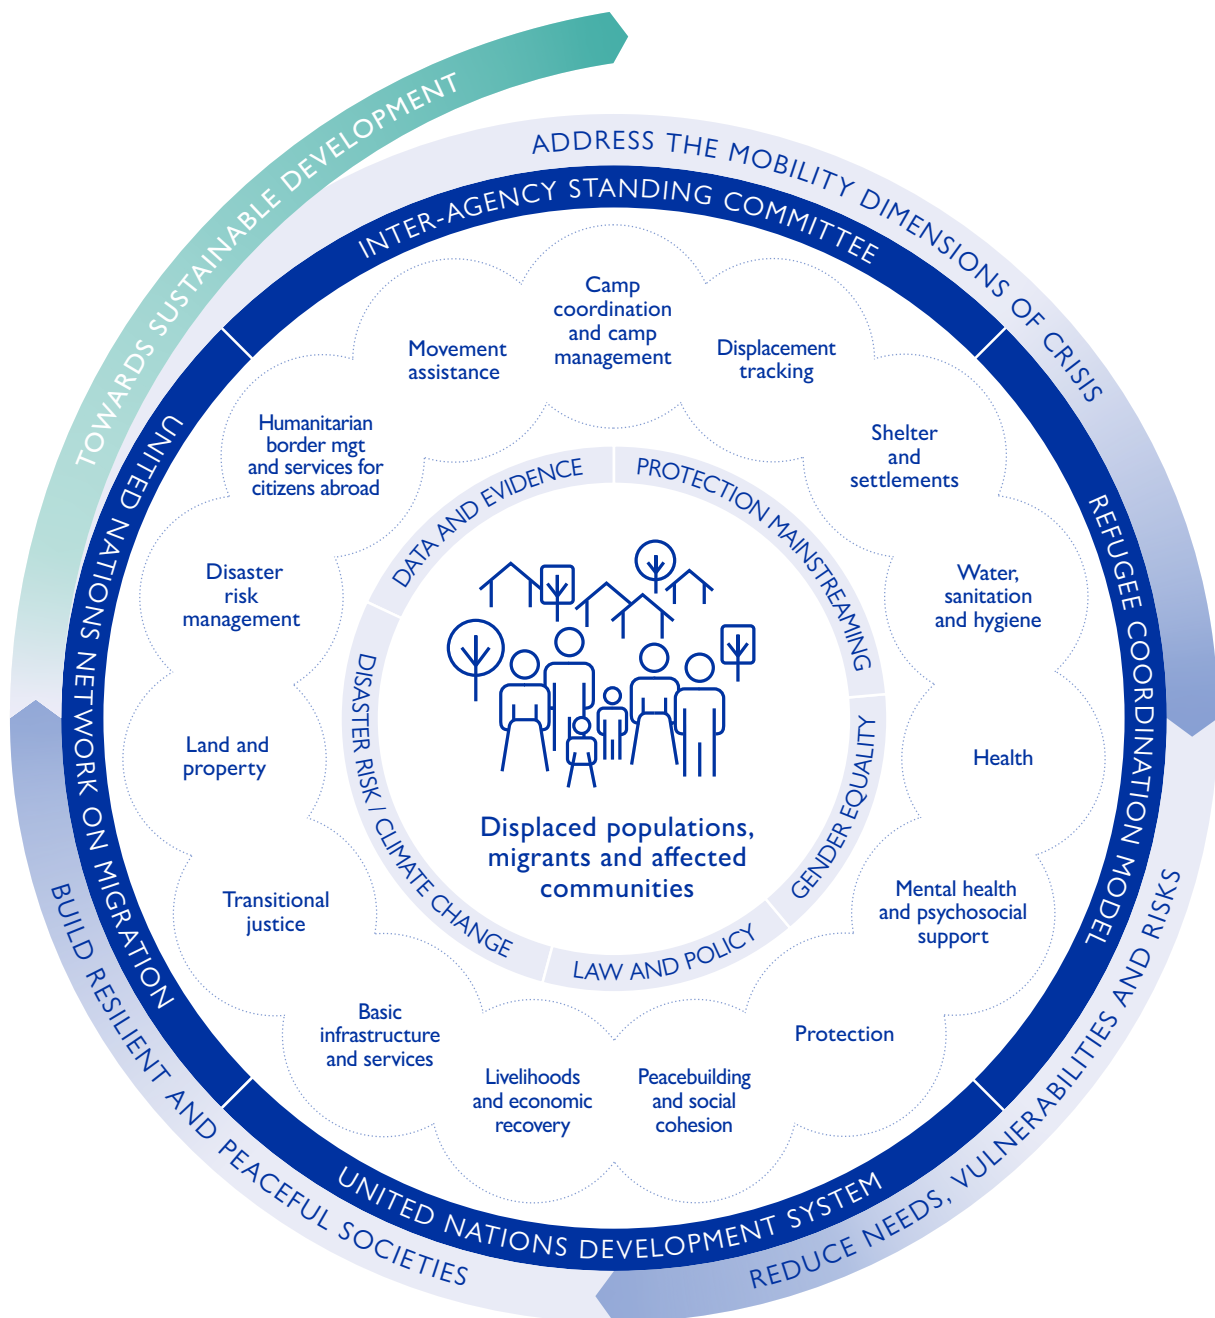 TOWARDS SUSTAINABLE DEVELOPMENT
ADDRESS THE MOBILITY DIMENSIONS OF CRISIS
REDUCE NEEDS, VULNERABILITIES AND RISKS
BUILD RESILIENT AND PEACEFUL SOCIETIES
INTER-AGENCY STANDING COMMITTEE
REFUGEE COORDINATION MODEL
UNITED NATIONS DEVELOPMENT SYSTEM
UNITED NATIONS NETWORK ON MIGRATION
Camp
coordination
and camp
management
Displacement
tracking
Shelter
and
settlements
Water,
sanitation
and hygiene
Health
Mental health
and psychosocial
support
Protection
Peacebuilding
and social
cohesion
Livelihoods
and economic
recovery
Basic
infrastructure
and services
Transitional
justice
Land and
property
Disaster
risk
management
Humanitarian
border mgt
and services for
citizens abroad
Movement
assistance
DATA AND EVIDENCE
PROTECTION MAINSTREAMING
GENDER EQUALITY
LAW AND POLICY
DISASTER RISK / CLIMATE CHANGE
Displaced populations,
migrants and affected
communities